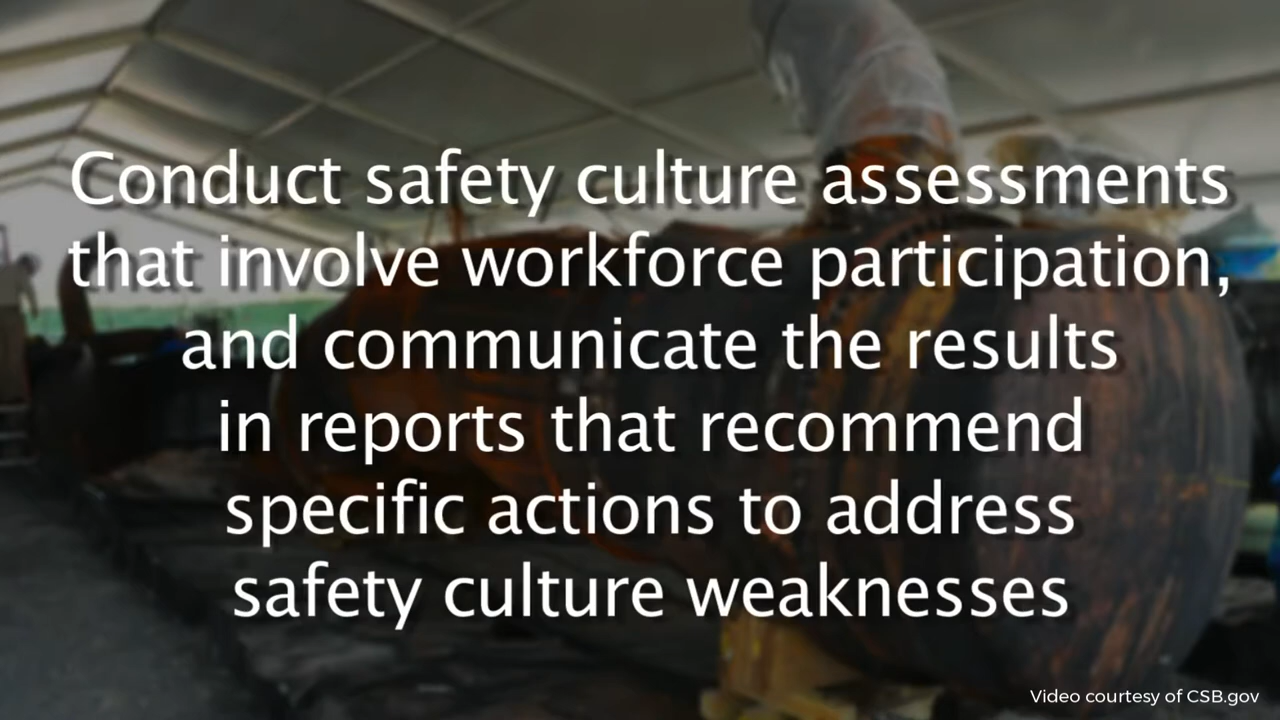 Conduct safety culture assessments
that involve workforce participation,
and communicate the results
in reports that recommend
specific actions to address
safety culture weaknesses
Video courtesy of CSB.gov